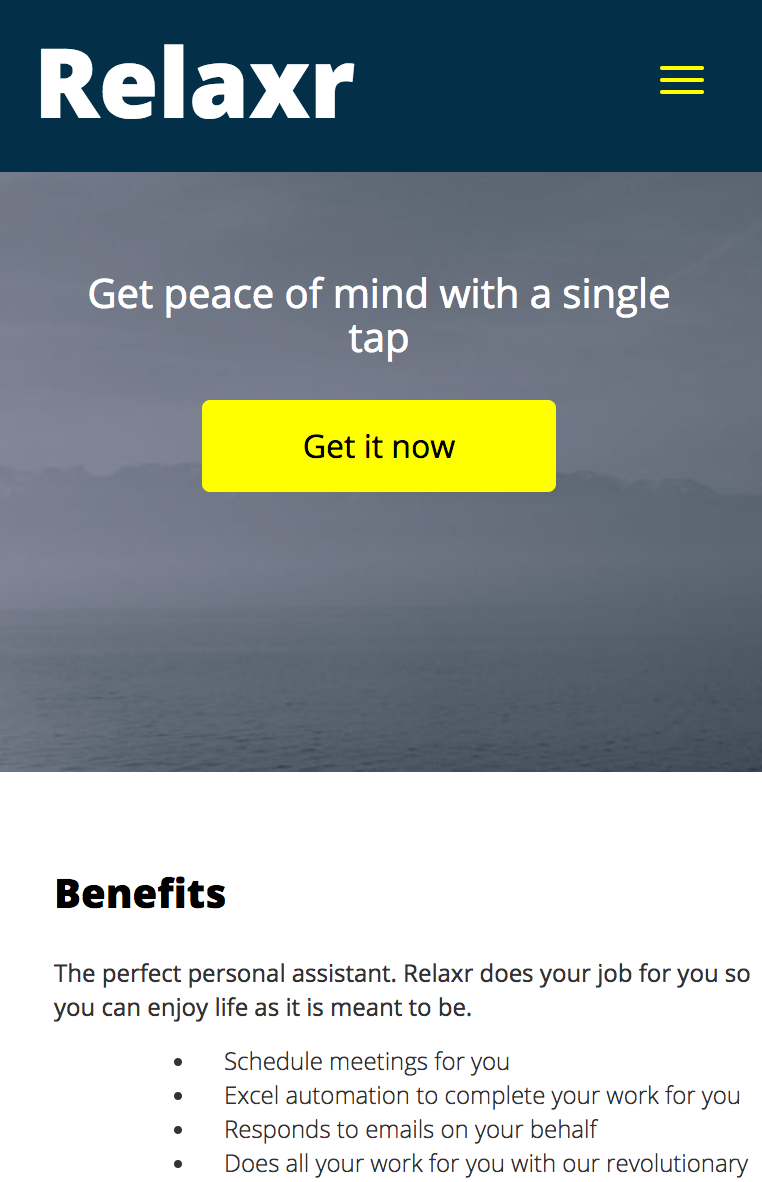 Relaxr
Get peace of mind with a single
tap
Get it now
Benefits
The perfect personal assistant. Relaxr does your job for you so
you can enjoy life as it is meant to be.
• Schedule meetings for you
• Excel automation to complete your work for you
• Responds to emails on your behalf
• Does all your work for you with our revolutionary